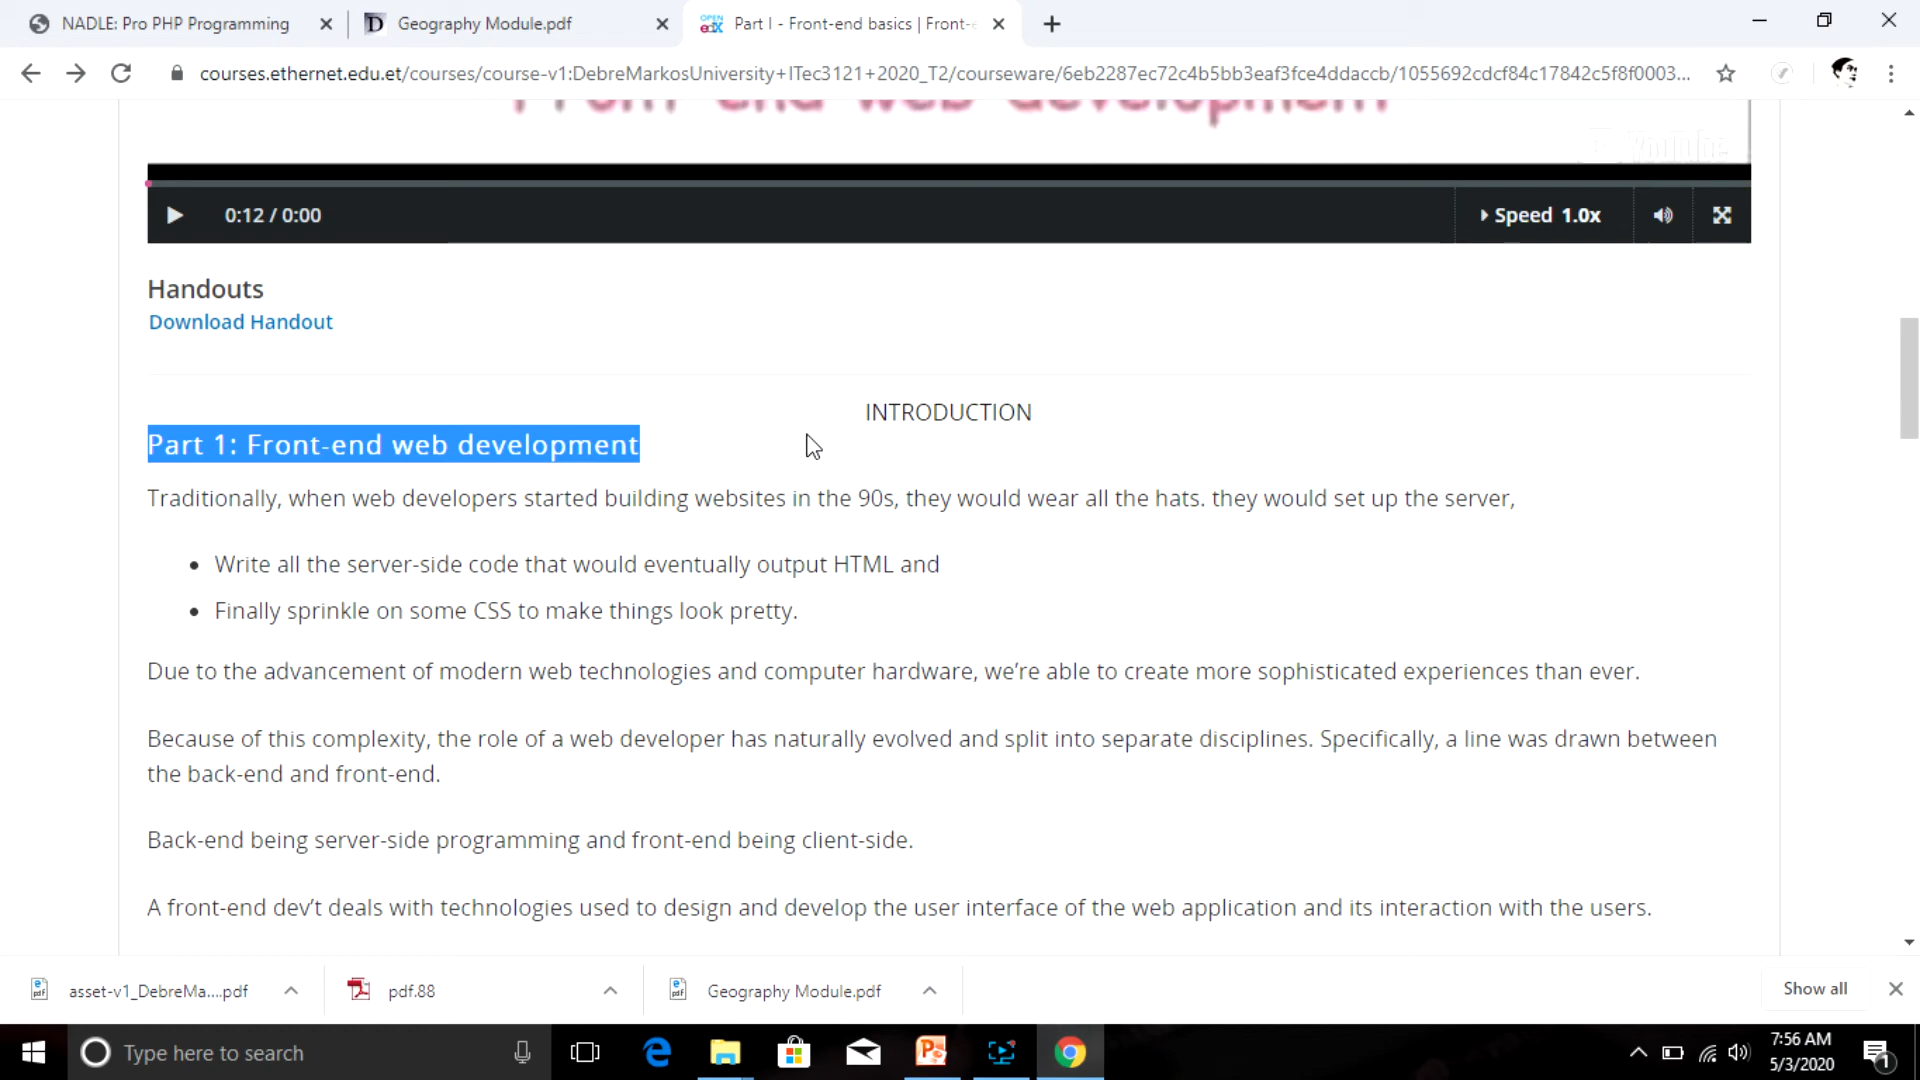 NADLE: Pro PHP Programming
Geography Module.pdf
Part I - Front-end basics | Front-e
courses.ethernet.edu.et/courses/course-v1:DebreMarkosUniversity+ITec3121+2020_T2/courseware/6eb2287ec72c4b5bb3eaf3fce4ddaccb/1055692cdcf84c17842c5f8f0003...
Front-end web development
YouTube
0:12 / 0:00
Speed 1.0x
Handouts
Download Handout
INTRODUCTION
Part 1: Front-end web development
Traditionally, when web developers started building websites in the 90s, they would wear all the hats. they would set up the server,
Write all the server-side code that would eventually output HTML and
Finally sprinkle on some CSS to make things look pretty.
Due to the advancement of modern web technologies and computer hardware, we're able to create more sophisticated experiences than ever.
Because of this complexity, the role of a web developer has naturally evolved and split into separate disciplines. Specifically, a line was drawn between
the back-end and front-end.
Back-end being server-side programming and front-end being client-side.
A front-end dev't deals with technologies used to design and develop the user interface of the web application and its interaction with the users.
asset-v1_DebreMa....pdf
pdf.88
Geography Module.pdf
Show all
Type here to search
7:56 AM
5/3/2020
1